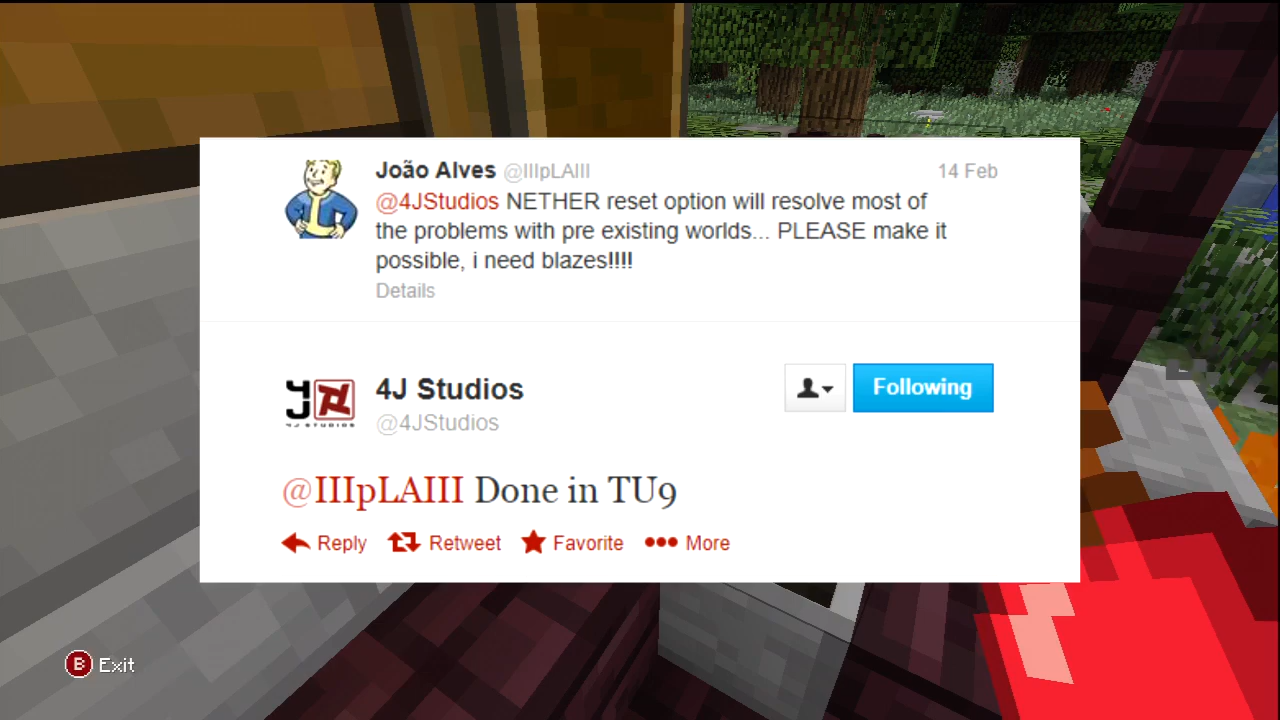 João Alves @IIIpLAIII 14 Feb
@4JStudios NETHER reset option will resolve most of
the problems with pre existing worlds... PLEASE make it
possible, i need blazes!!!!
Details
4J STUDIOS
4J Studios
@4JStudios
Following
@IIIpLAIII Done in TU9
Reply Retweet Favorite More
B Exit